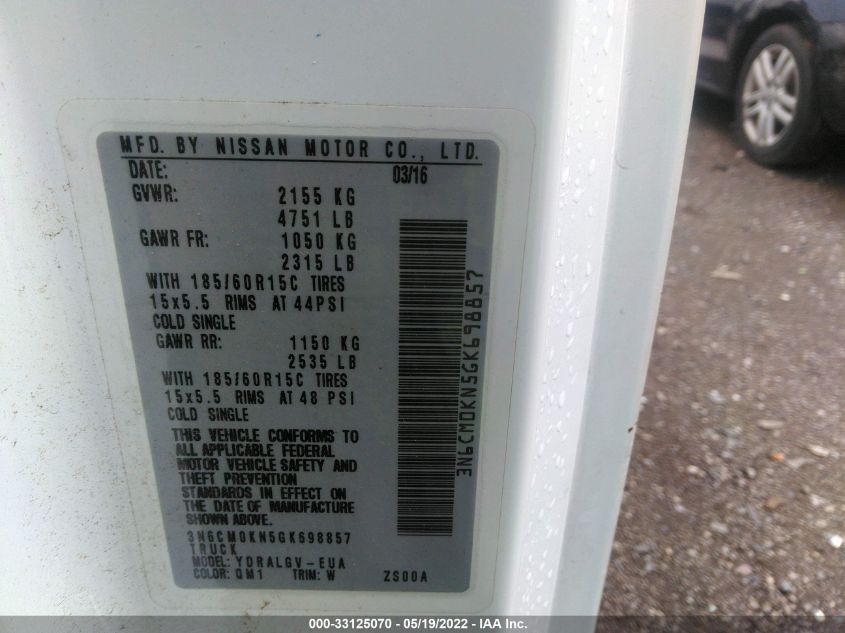 MFD. BY NISSAN MOTOR CO., LTD.
DATE: 03/16
GVWR: 2155 KG
4751 LB
GAWR FR: 1050 KG
2315 LB
WITH 185/60R15C TIRES
15x5.5 RIMS AT 44PSI
COLD SINGLE
GAWR RR: 1150 KG
2535 LB
WITH 185/60R15C TIRES
15x5.5 RIMS AT 48 PSI
COLD SINGLE
THIS VEHICLE CONFORMS TO
ALL APPLICABLE FEDERAL
MOTOR VEHICLE SAFETY AND
THEFT PREVENTION
STANDARDS IN EFFECT ON
THE DATE OF MANUFACTURE
SHOWN ABOVE.
3N6CM0KN5GK698857
TRUCK
MODEL: YDRALGV-EUA
COLOR: QM1 TRIM: W ZS00A
3N6CM0KN5GK698857
000-33125070 - 05/19/2022 - IAA Inc.